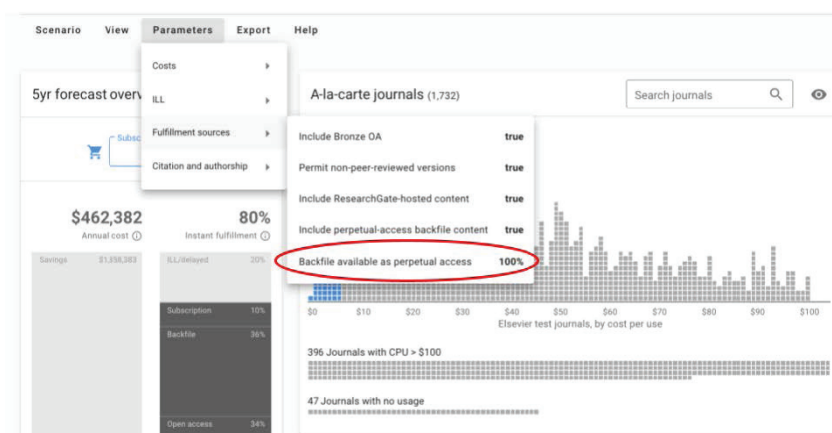 Scenario View Parameters Export Help
Costs
ILL
Fulfillment sources
Citation and authorship
5yr forecast overv
Subsc
$462,382
Annual cost
80%
Instant fulfillment
Savings $1,358,383
ILL/delayed 20%
Subscription 10%
Backfile 36%
Open access 34%
A-la-carte journals (1,732)
Search journals
Include Bronze OA true
Permit non-peer-reviewed versions true
Include ResearchGate-hosted content true
Include perpetual-access backfile content true
Backfile available as perpetual access 100%
$0 $10 $20 $30 $40 $50 $60 $70 $80 $90 $100
Elsevier test journals, by cost per use
396 Journals with CPU > $100
47 Journals with no usage